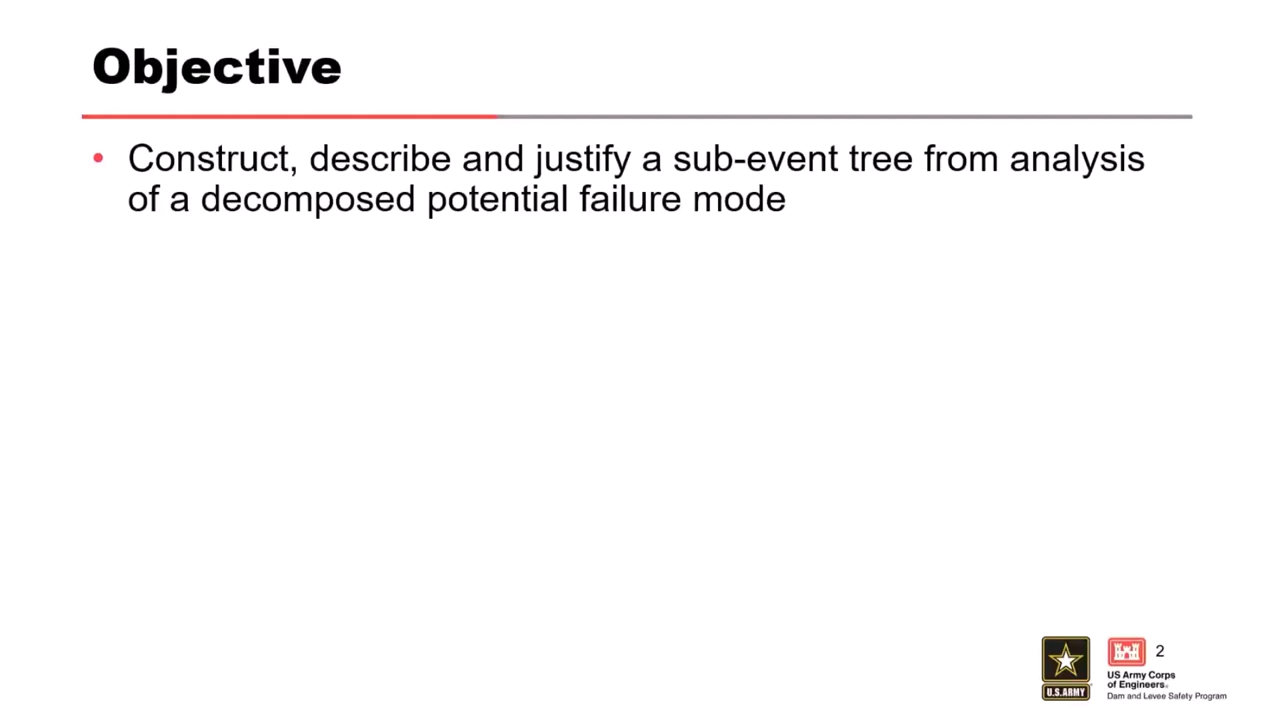 Objective
• Construct, describe and justify a sub-event tree from analysis
of a decomposed potential failure mode
2
U.S.ARMY
US Army Corps
of Engineers®
Dam and Levee Safety Program